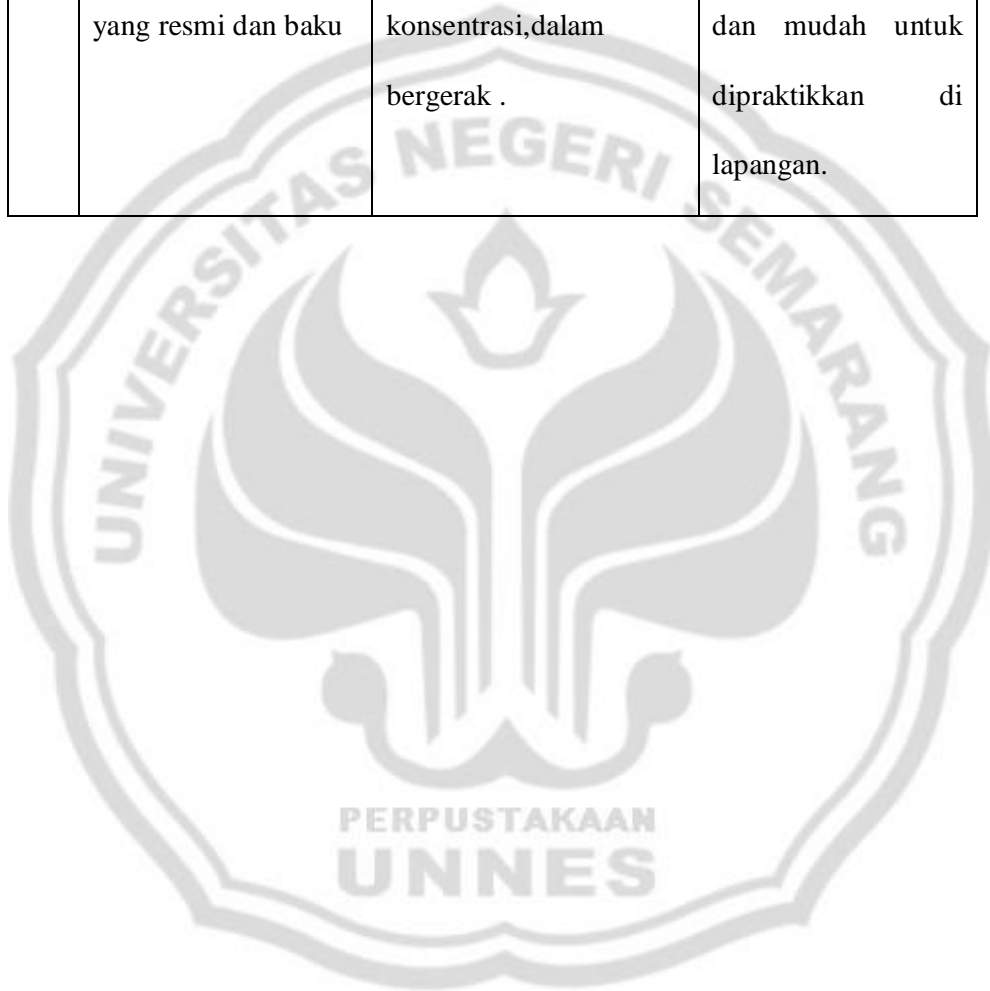 yang resmi dan baku
konsentrasi,dalam
bergerak .
dan mudah untuk
dipraktikkan di
lapangan.
UNIVERSITAS NEGERI SEMARANG
PERPUSTAKAAN
UNNES